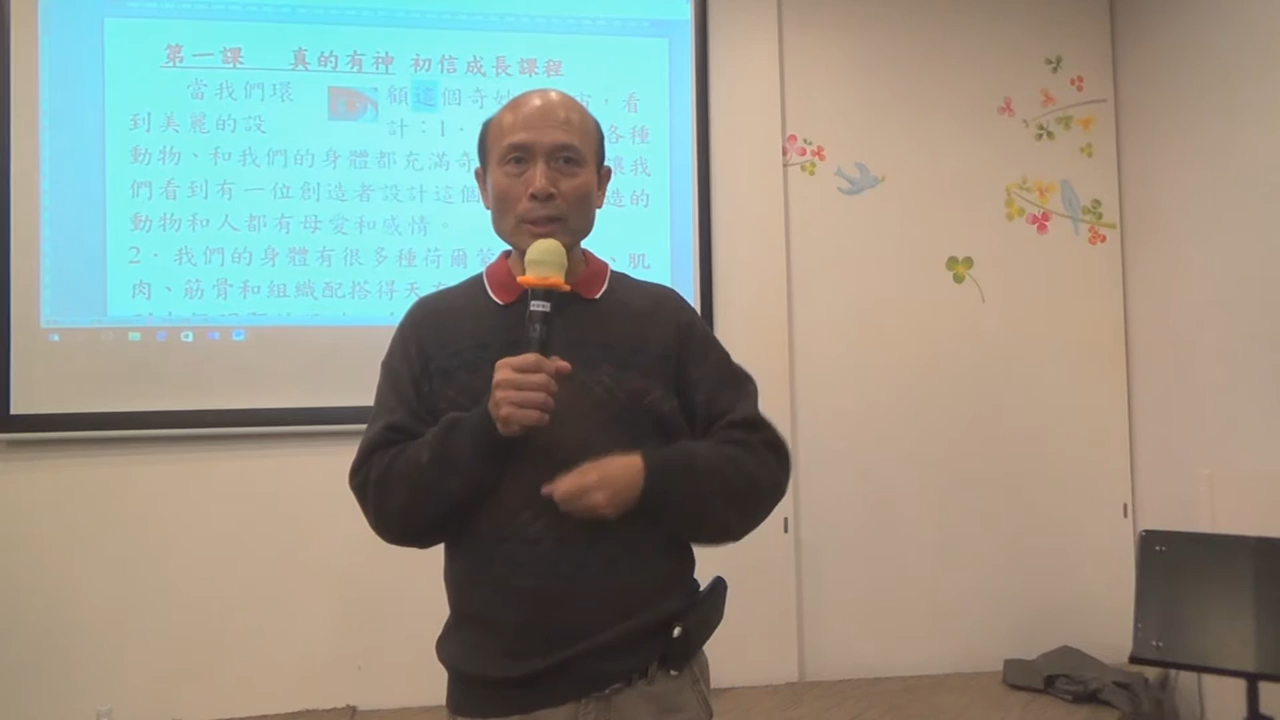 第一課 真的有神 初信成長課程
當我們環 顧這個奇妙 宙，看
到美麗的設 計：1． 各種
動物、和我們的身體都充滿奇 讓我
們看到有一位創造者設計這個 造的
動物和人都有母愛和感情。
2．我們的身體有很多種荷爾蒙 、肌
肉、筋骨和組織配搭得天衣